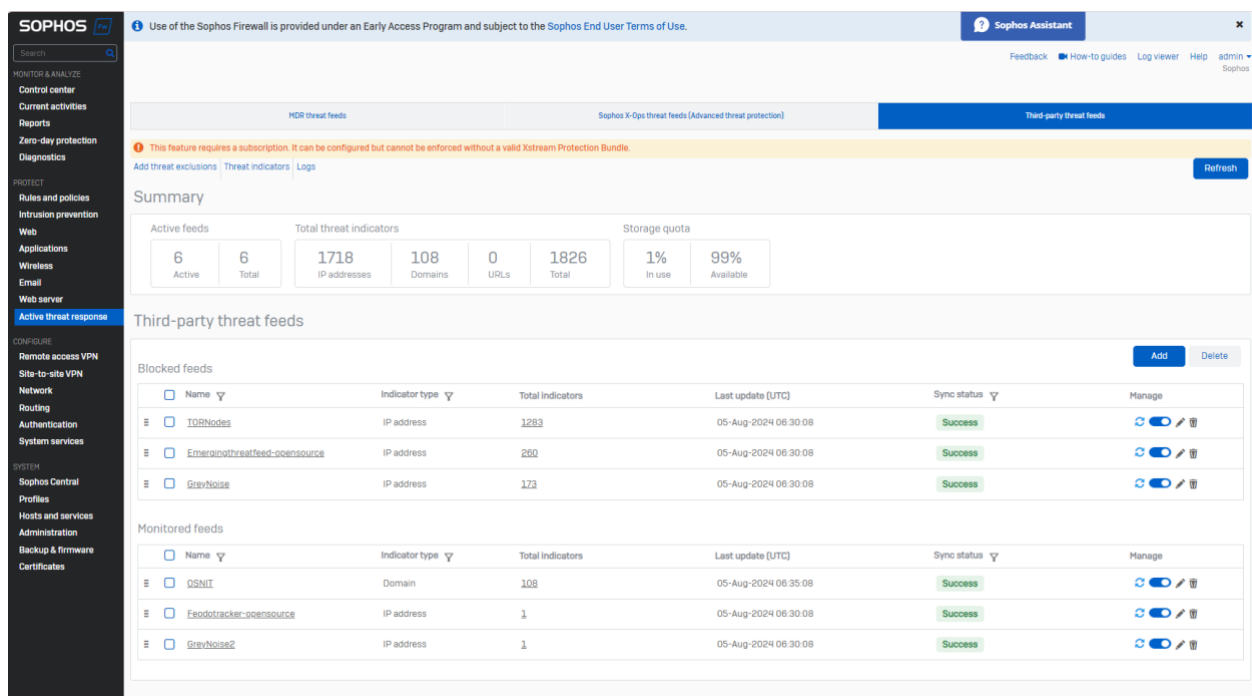 SOPHOS Fw
Use of the Sophos Firewall is provided under an Early Access Program and subject to the Sophos End User Terms of Use.
Sophos Assistant
Search
Feedback How-to guides Log viewer Help admin
Sophos
MONITOR & ANALYZE
Control center
Current activities
Reports
Zero-day protection
Diagnostics
PROTECT
Rules and policies
Intrusion prevention
Web
Applications
Wireless
Email
Web server
Active threat response
CONFIGURE
Remote access VPN
Site-to-site VPN
Network
Routing
Authentication
System services
SYSTEM
Sophos Central
Profiles
Hosts and services
Administration
Backup & firmware
Certificates
MDR threat feeds Sophos X-Ops threat feeds (Advanced threat protection) Third-party threat feeds
This feature requires a subscription. It can be configured but cannot be enforced without a valid Xstream Protection Bundle.
Add threat exclusions Threat indicators Logs
Refresh
Summary
Active feeds Total threat indicators Storage quota
6 6 1718 108 0 1826 1% 99%
Active Total IP addresses Domains URLs Total In use Available
Third-party threat feeds
Add Delete
Blocked feeds
Name Indicator type Total indicators Last update (UTC) Sync status Manage
TORNodes IP address 1283 05-Aug-2024 06:30:08 Success
Emergingthreatfeed-opensource IP address 260 05-Aug-2024 06:30:08 Success
GreyNoise IP address 173 05-Aug-2024 06:30:08 Success
Monitored feeds
Name Indicator type Total indicators Last update (UTC) Sync status Manage
OSNIT Domain 108 05-Aug-2024 06:35:08 Success
Feodotracker-opensource IP address 1 05-Aug-2024 06:30:08 Success
GreyNoise2 IP address 1 05-Aug-2024 06:30:08 Success